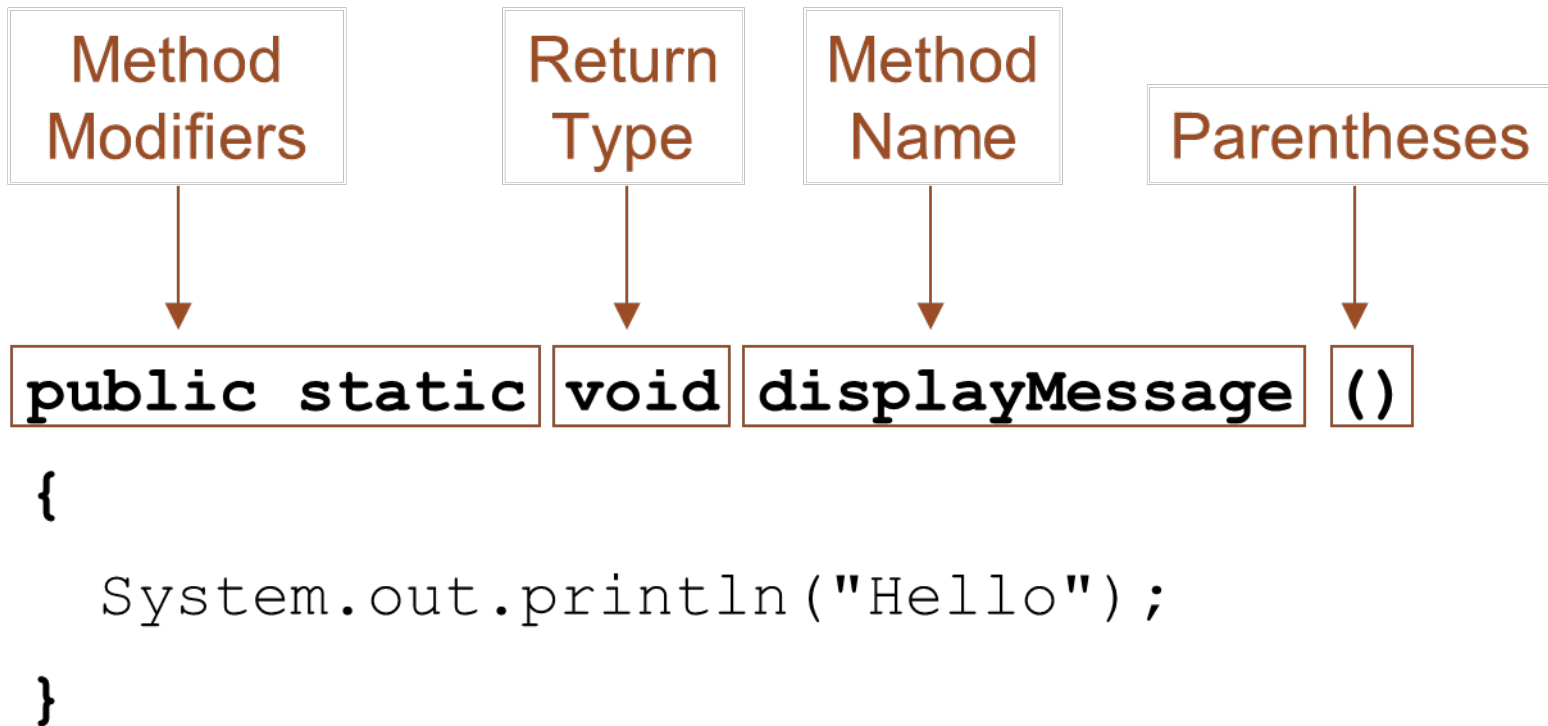 Method
Modifiers
Return
Type
Method
Name
Parentheses
public static void displayMessage ()
{
System.out.println("Hello");
}